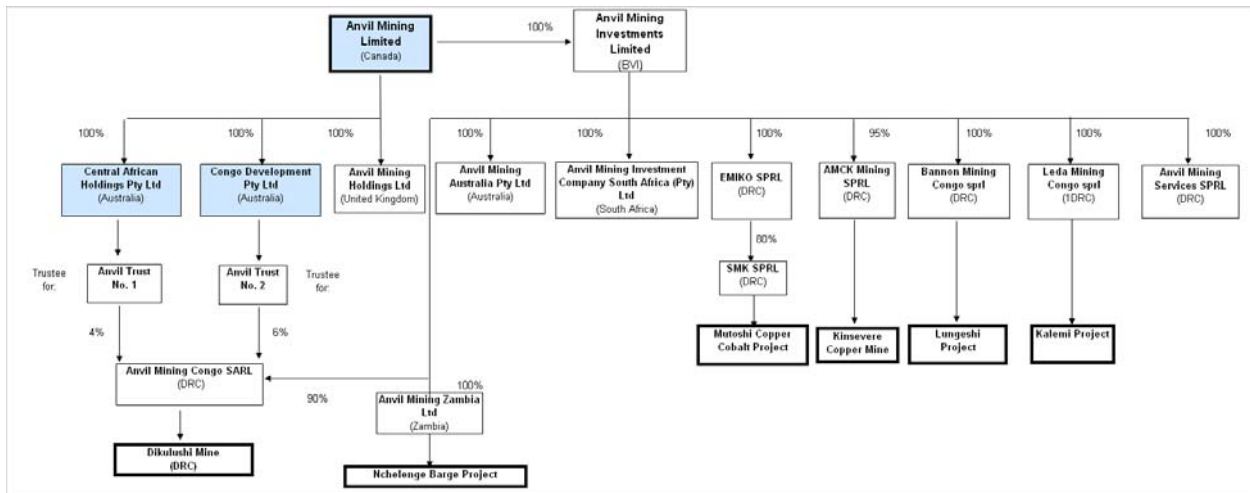 Anvil Mining
Limited
(Canada)
100%
Anvil Mining
Investments
Limited
(BVI)
100%
100%
100%
100%
100%
100%
95%
100%
100%
100%
Central African
Holdings Pty Ltd
(Australia)
Congo Development
Pty Ltd
(Australia)
Anvil Mining
Holdings Ltd
(United Kingdom)
Anvil Mining
Australia Pty Ltd
(Australia)
Anvil Mining Investment
Company South Africa (Pty)
Ltd
(South Africa)
EMIKO SPRL
(DRC)
AMCK Mining
SPRL
(DRC)
Bannon Mining
Congo sprl
(DRC)
Leda Mining
Congo sprl
(1DRC)
Anvil Mining
Services SPRL
(DRC)
80%
Trustee
for:
Anvil Trust
No. 1
Anvil Trust
No. 2
Trustee
for:
SMK SPRL
(DRC)
4%
6%
Mutoshi Copper
Cobalt Project
Kinsevere
Copper Mine
Lungeshi
Project
Kalemi Project
Anvil Mining Congo SARL
(DRC)
90%
100%
Anvil Mining Zambia
Ltd
(Zambia)
Dikulushi Mine
(DRC)
Nchelenge Barge Project